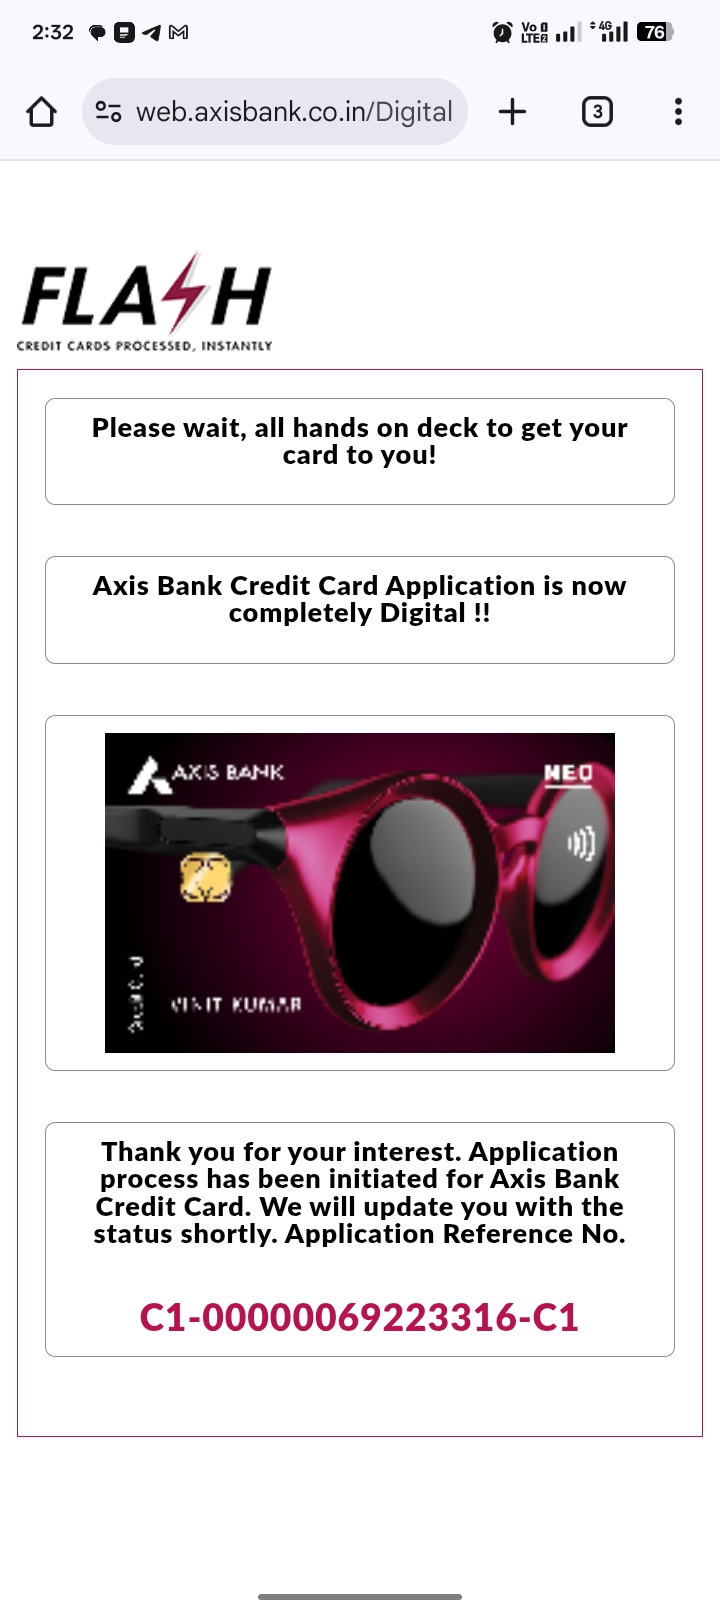 2:32
Vo
LTE2
4G
76
web.axisbank.co.in/Digital
3
FLASH
CREDIT CARDS PROCESSED, INSTANTLY
Please wait, all hands on deck to get your
card to you!
Axis Bank Credit Card Application is now
completely Digital !!
AXIS BANK
NEO
VINIT KUMAR
Thank you for your interest. Application
process has been initiated for Axis Bank
Credit Card. We will update you with the
status shortly. Application Reference No.
C1-00000069223316-C1